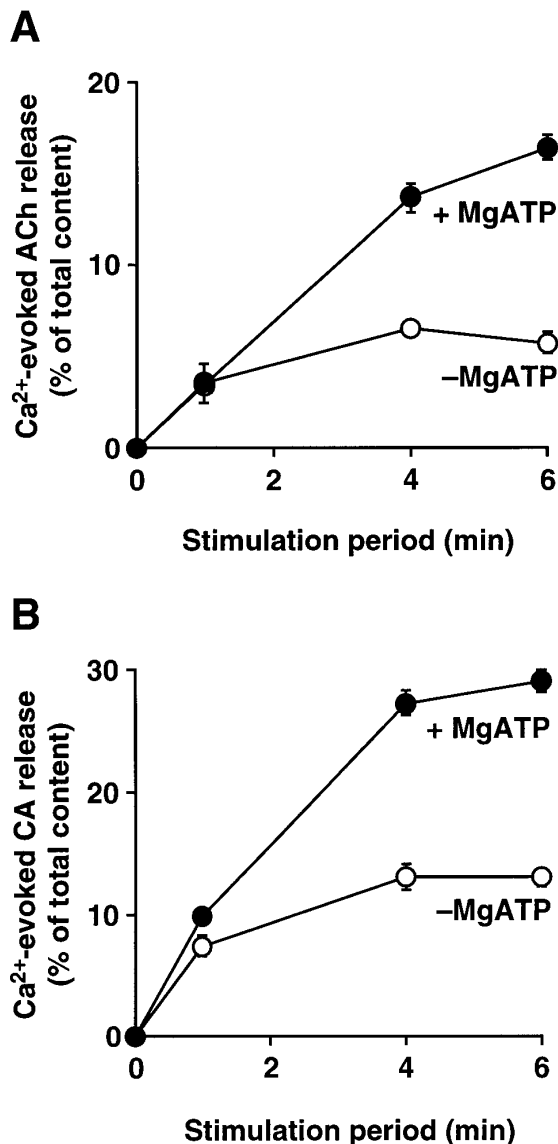 A
Ca²⁺-evoked ACh release
(% of total content)
20
10
0
+ MgATP
–MgATP
0 2 4 6
Stimulation period (min)
B
Ca²⁺-evoked CA release
(% of total content)
30
20
10
0
+ MgATP
–MgATP
0 2 4 6
Stimulation period (min)